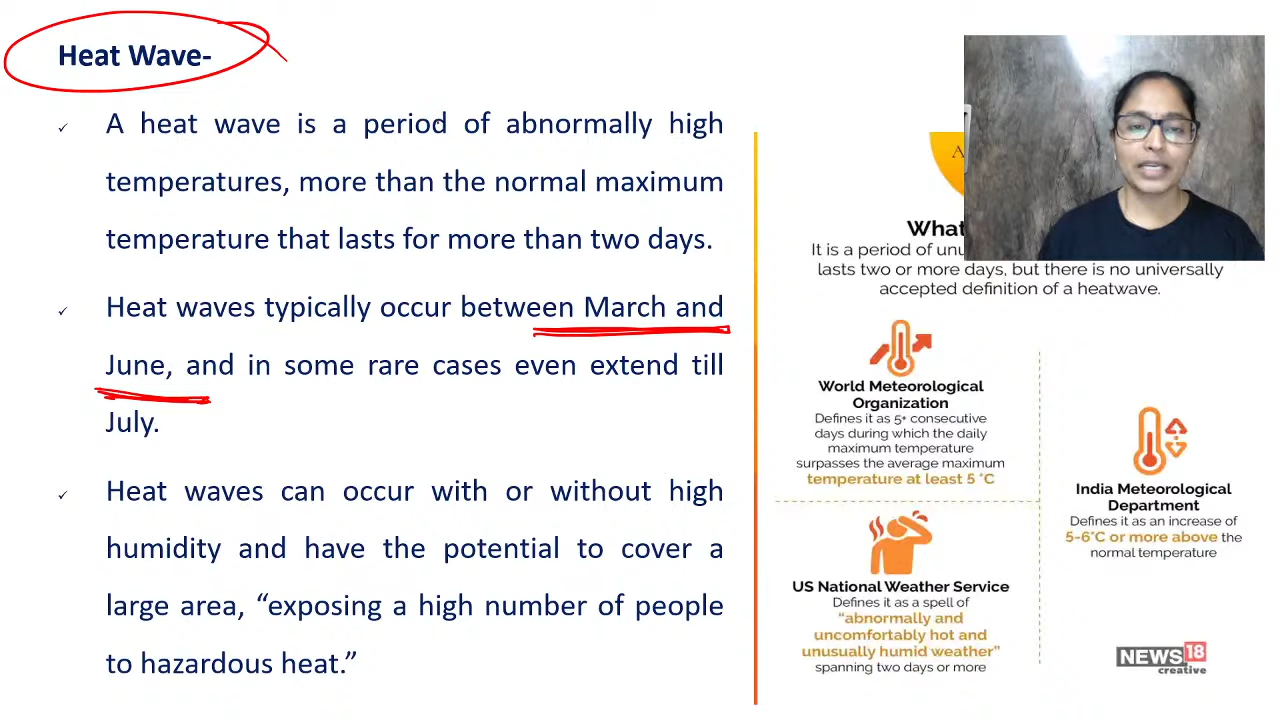 Heat Wave-
A heat wave is a period of abnormally high
temperatures, more than the normal maximum
temperature that lasts for more than two days.
Heat waves typically occur between March and
June, and in some rare cases even extend till
July.
Heat waves can occur with or without high
humidity and have the potential to cover a
large area, “exposing a high number of people
to hazardous heat.”
A
What
It is a period of
lasts two or more days, but there is no universally
accepted definition of a heatwave.
World Meteorological
Organization
Defines it as 5+ consecutive
days during which the daily
maximum temperature
surpasses the average maximum
temperature at least 5 °C
US National Weather Service
Defines it as a spell of
“abnormally and
uncomfortably hot and
unusually humid weather”
spanning two days or more
India Meteorological
Department
Defines it as an increase of
5-6°C or more above the
normal temperature
NEWS18
creative